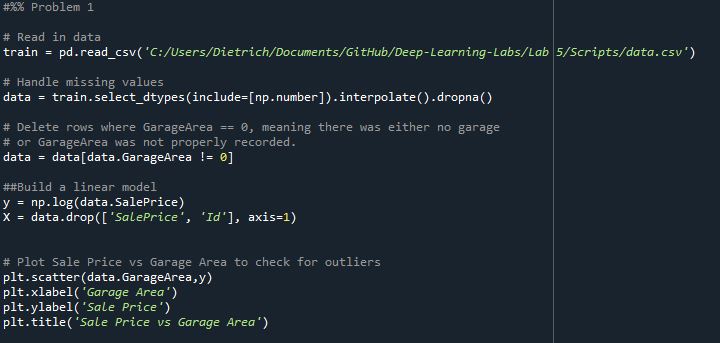 #%% Problem 1
# Read in data
train = pd.read_csv('C:/Users/Dietrich/Documents/GitHub/Deep-Learning-Labs/Lab 5/Scripts/data.csv')
# Handle missing values
data = train.select_dtypes(include=[np.number]).interpolate().dropna()
# Delete rows where GarageArea == 0, meaning there was either no garage
# or GarageArea was not properly recorded.
data = data[data.GarageArea != 0]
##Build a linear model
y = np.log(data.SalePrice)
X = data.drop(['SalePrice', 'Id'], axis=1)
# Plot Sale Price vs Garage Area to check for outliers
plt.scatter(data.GarageArea,y)
plt.xlabel('Garage Area')
plt.ylabel('Sale Price')
plt.title('Sale Price vs Garage Area')